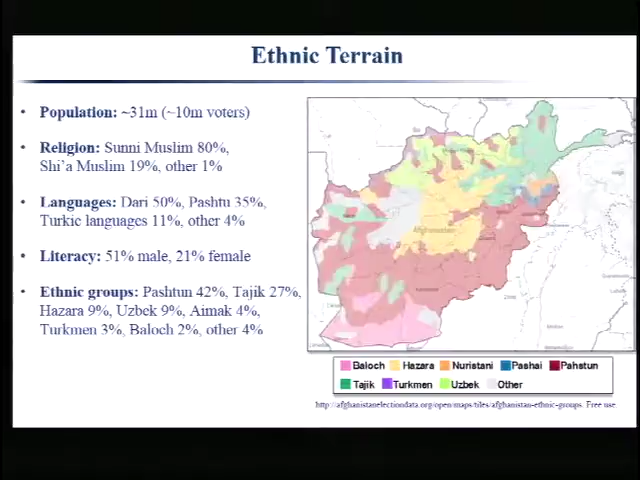 Ethnic Terrain
• Population: ~31m (~10m voters)
• Religion: Sunni Muslim 80%,
Shi'a Muslim 19%, other 1%
• Languages: Dari 50%, Pashtu 35%,
Turkic languages 11%, other 4%
• Literacy: 51% male, 21% female
• Ethnic groups: Pashtun 42%, Tajik 27%,
Hazara 9%, Uzbek 9%, Aimak 4%,
Turkmen 3%, Baloch 2%, other 4%
Afghanistan
Baloch Hazara Nuristani Pashai Pahstun
Tajik Turkmen Uzbek Other
http://afghanistanelectiondata.org/open/maps/tiles/afghanistan-ethnic-groups. Free use.